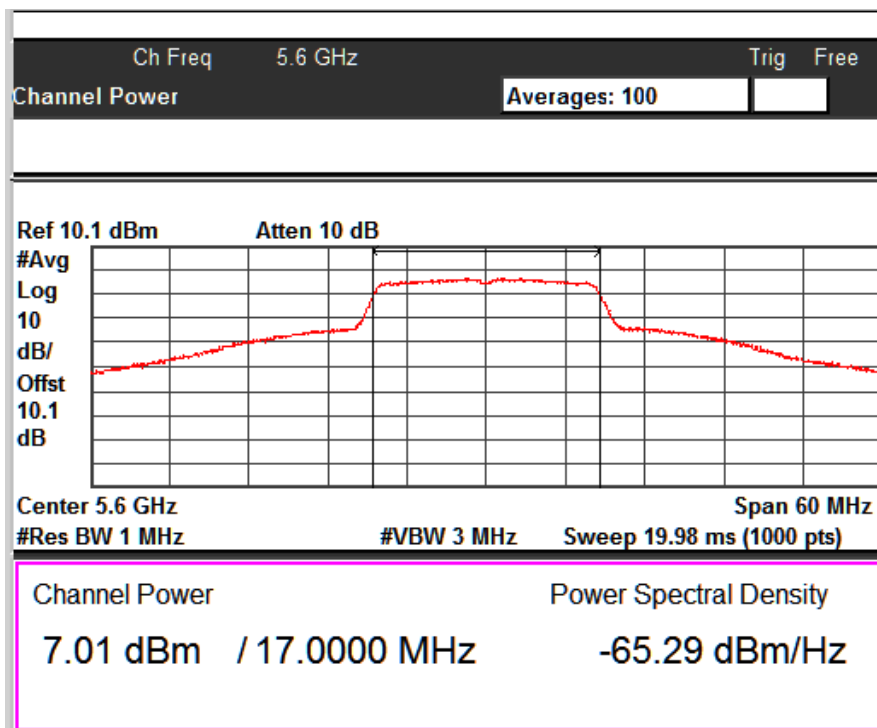 Ch Freq 5.6 GHz Trig Free
Channel Power Averages: 100
Ref 10.1 dBm Atten 10 dB
#Avg
Log
10
dB/
Offst
10.1
dB
Center 5.6 GHz Span 60 MHz
#Res BW 1 MHz #VBW 3 MHz Sweep 19.98 ms (1000 pts)
Channel Power Power Spectral Density
7.01 dBm / 17.0000 MHz -65.29 dBm/Hz